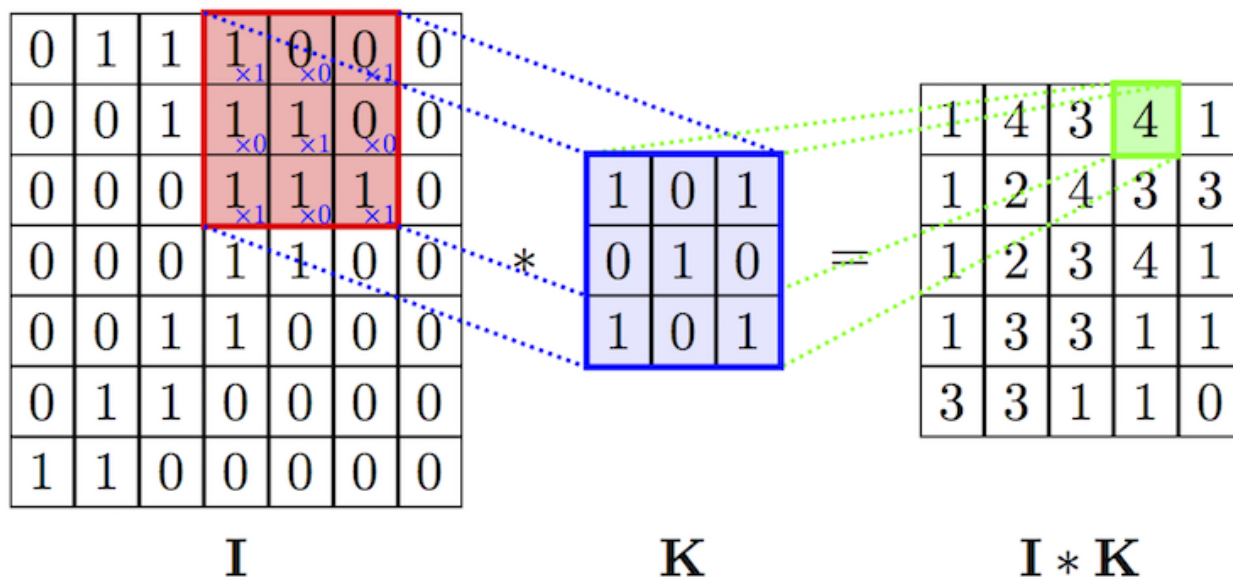 0 1 1 1×1 0×0 0×1 0
0 0 1 1×0 1×1 0×0 0
0 0 0 1×1 1×0 1×1 0
0 0 0 1 1 0 0
0 0 1 1 0 0 0
0 1 1 0 0 0 0
1 1 0 0 0 0 0
I
*
1 0 1
0 1 0
1 0 1
K
=
1 4 3 4 1
1 2 4 3 3
1 2 3 4 1
1 3 3 1 1
3 3 1 1 0
I * K